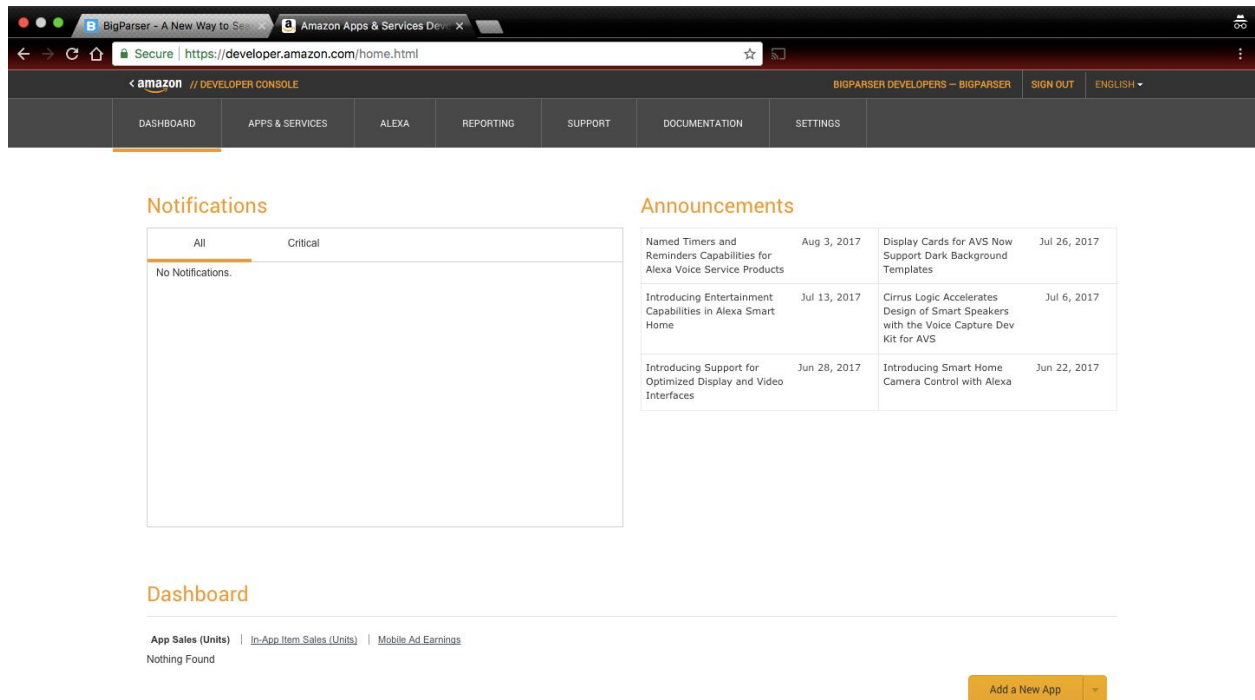 BigParser - A New Way to Sea
Amazon Apps & Services Dev
Secure | https://developer.amazon.com/home.html
< amazon // DEVELOPER CONSOLE
BIGPARSER DEVELOPERS — BIGPARSER
SIGN OUT
ENGLISH
DASHBOARD
APPS & SERVICES
ALEXA
REPORTING
SUPPORT
DOCUMENTATION
SETTINGS
Notifications
All
Critical
No Notifications.
Announcements
Named Timers and
Reminders Capabilities for
Alexa Voice Service Products
Aug 3, 2017
Display Cards for AVS Now
Support Dark Background
Templates
Jul 26, 2017
Introducing Entertainment
Capabilities in Alexa Smart
Home
Jul 13, 2017
Cirrus Logic Accelerates
Design of Smart Speakers
with the Voice Capture Dev
Kit for AVS
Jul 6, 2017
Introducing Support for
Optimized Display and Video
Interfaces
Jun 28, 2017
Introducing Smart Home
Camera Control with Alexa
Jun 22, 2017
Dashboard
App Sales (Units) | In-App Item Sales (Units) | Mobile Ad Earnings
Nothing Found
Add a New App